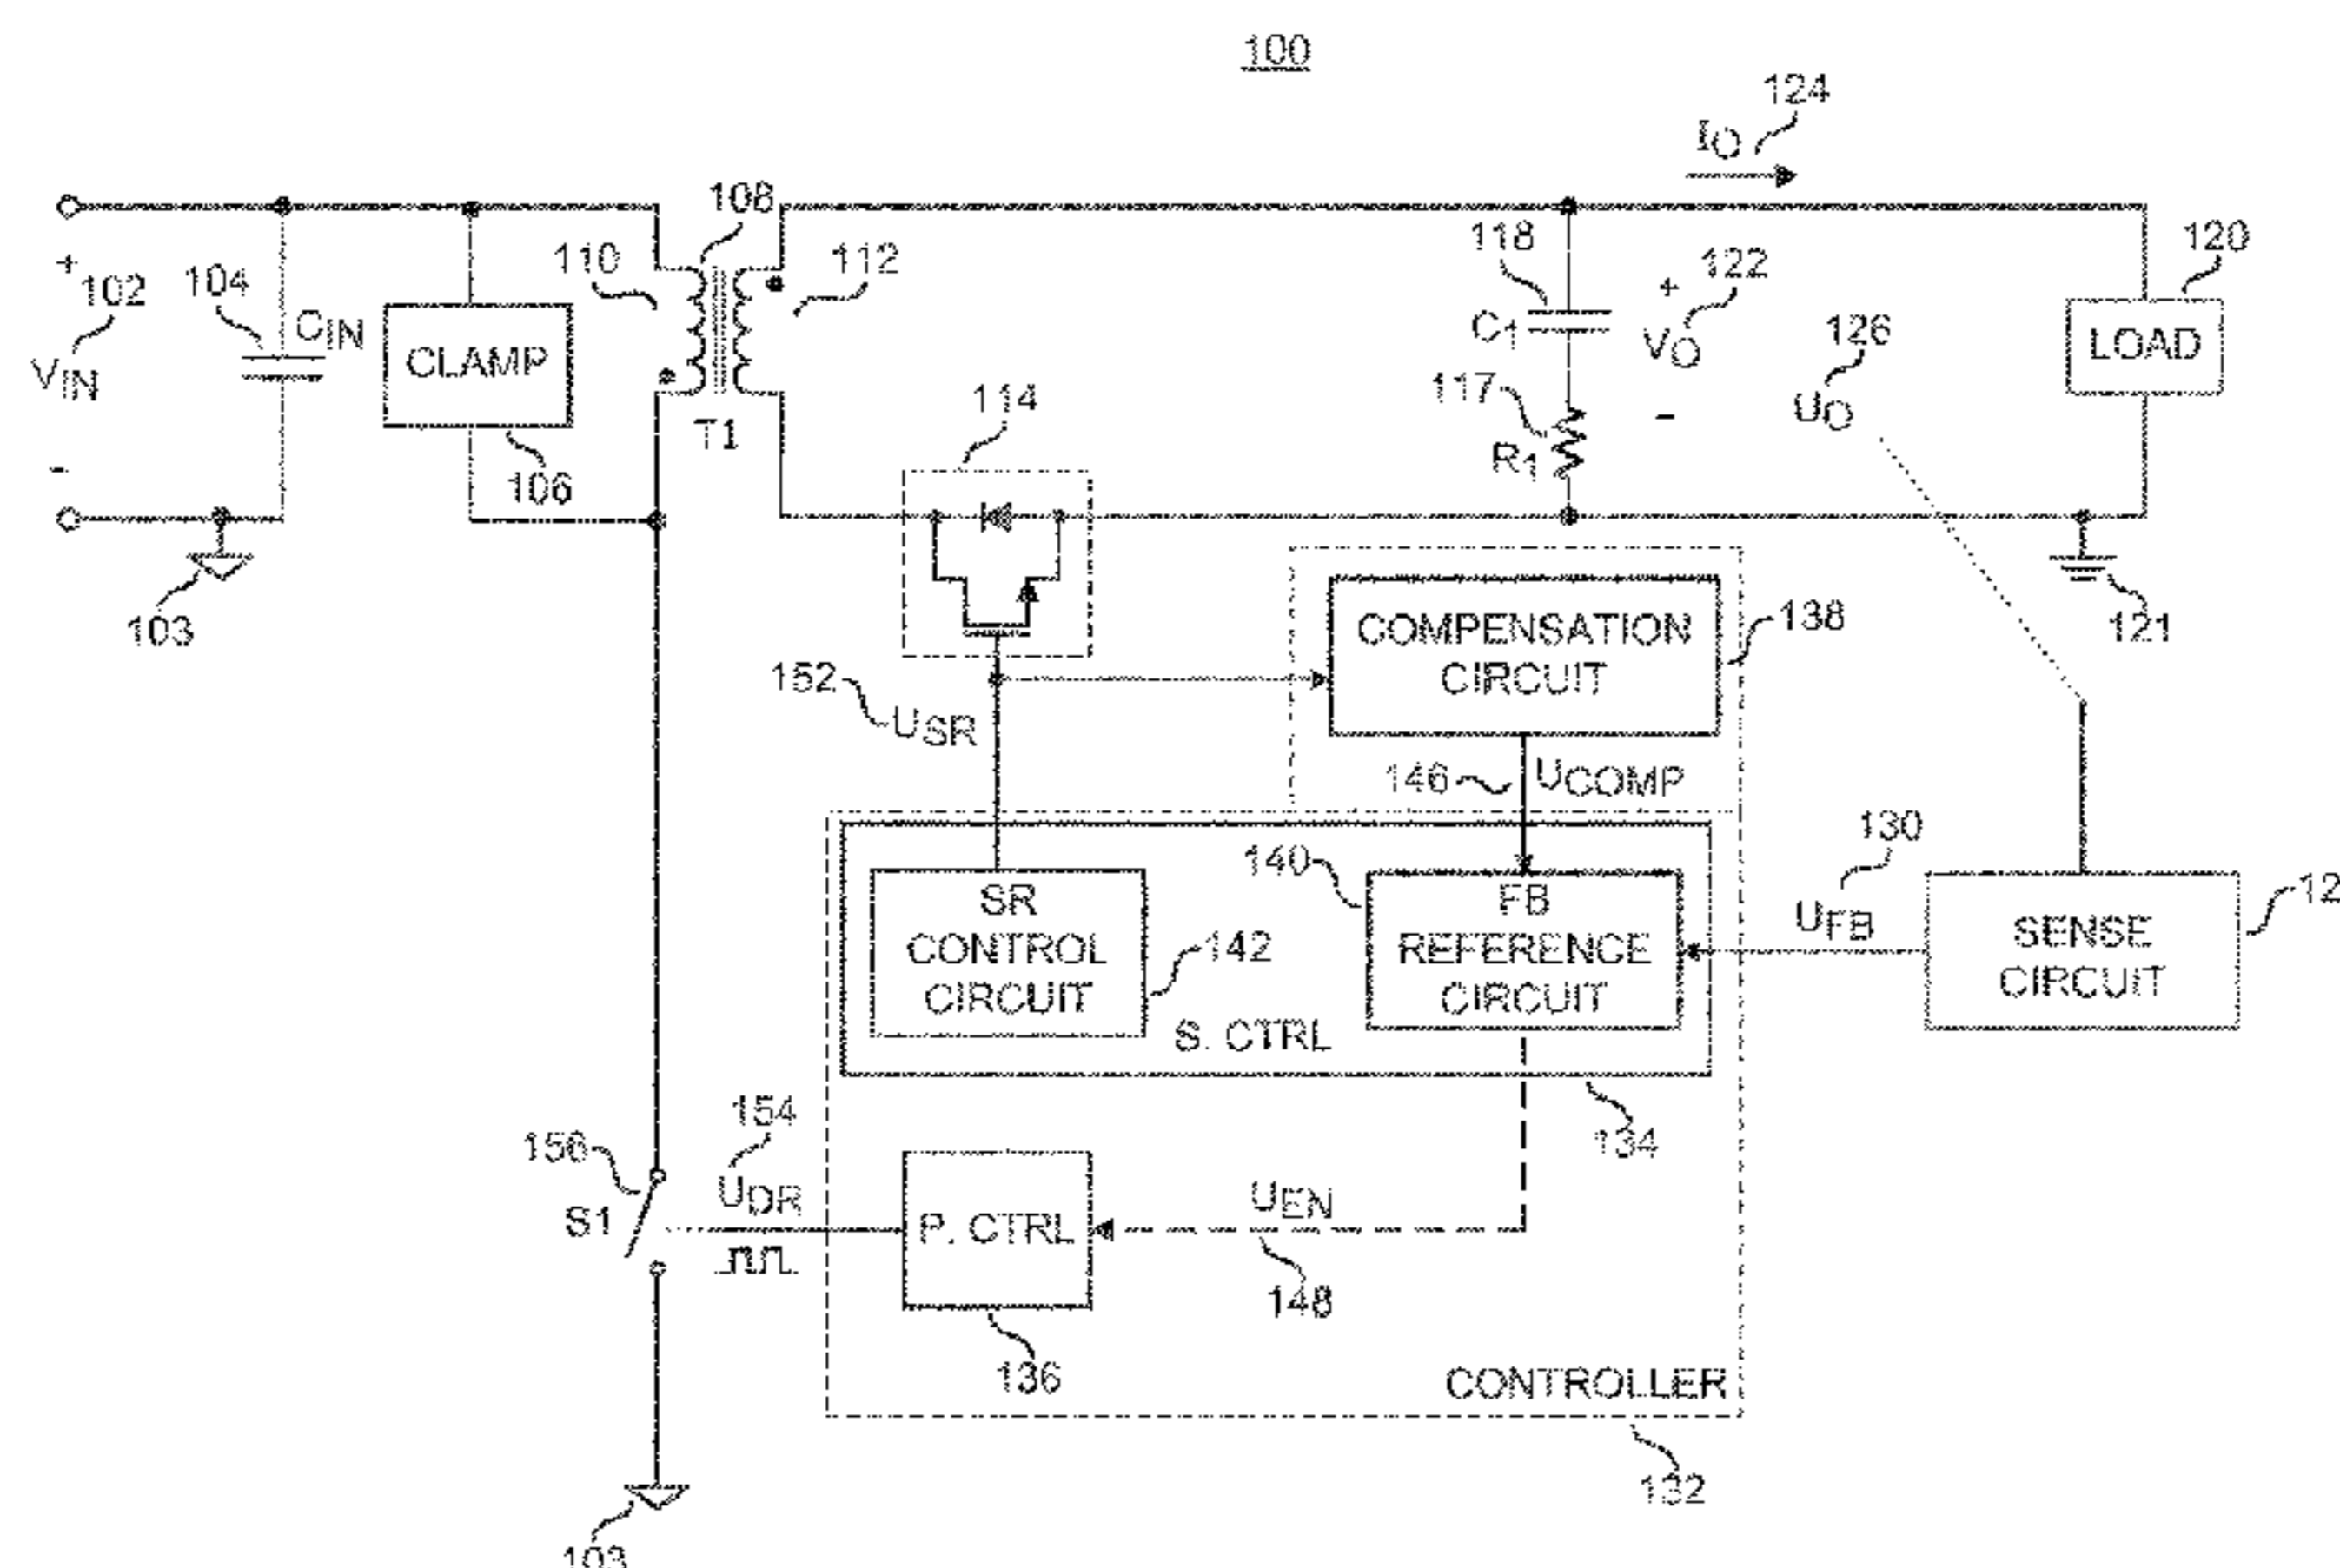 100
124
IO
108
110
112
118
+
122
120
+
102
104
CIN
VIN
CLAMP
C1
VO
126
LOAD
117
UO
-
T1
114
R1
-
106
103
121
COMPENSATION
CIRCUIT
138
152
USR
146
UCOMP
130
140
UFB
SR
CONTROL
CIRCUIT
142
FB
REFERENCE
CIRCUIT
SENSE
CIRCUIT
12
S. CTRL
134
154
156
UDR
S1
P. CTRL
UEN
148
136
CONTROLLER
132
103